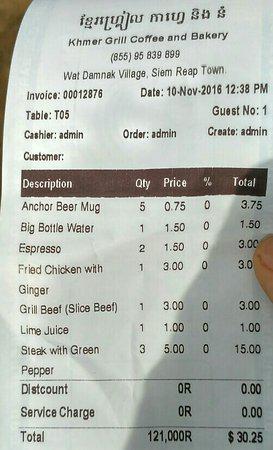 ខ្មែរហ្គ្រៀល កាហ្វេ និង នំ
Khmer Grill Coffee and Bakery
(855) 95 839 899
Wat Damnak Village, Siem Reap Town.
Invoice: 00012876 Date: 10-Nov-2016 12:38 PM
Table: T05 Guest No: 1
Cashier: admin Order: admin Create: admin
Customer:
Description Qty Price % Total
Anchor Beer Mug 5 0.75 0 3.75
Big Bottle Water 1 1.50 0 1.50
Espresso 2 1.50 0 3.00
Fried Chicken with 1 3.00 0 3.00
Ginger
Grill Beef (Slice Beef) 1 3.00 0 3.00
Lime Juice 1 1.00 0 1.00
Steak with Green 3 5.00 0 15.00
Pepper
Distcount 0R 0.00
Service Charge 0R 0.00
Total 121,000R $ 30.25